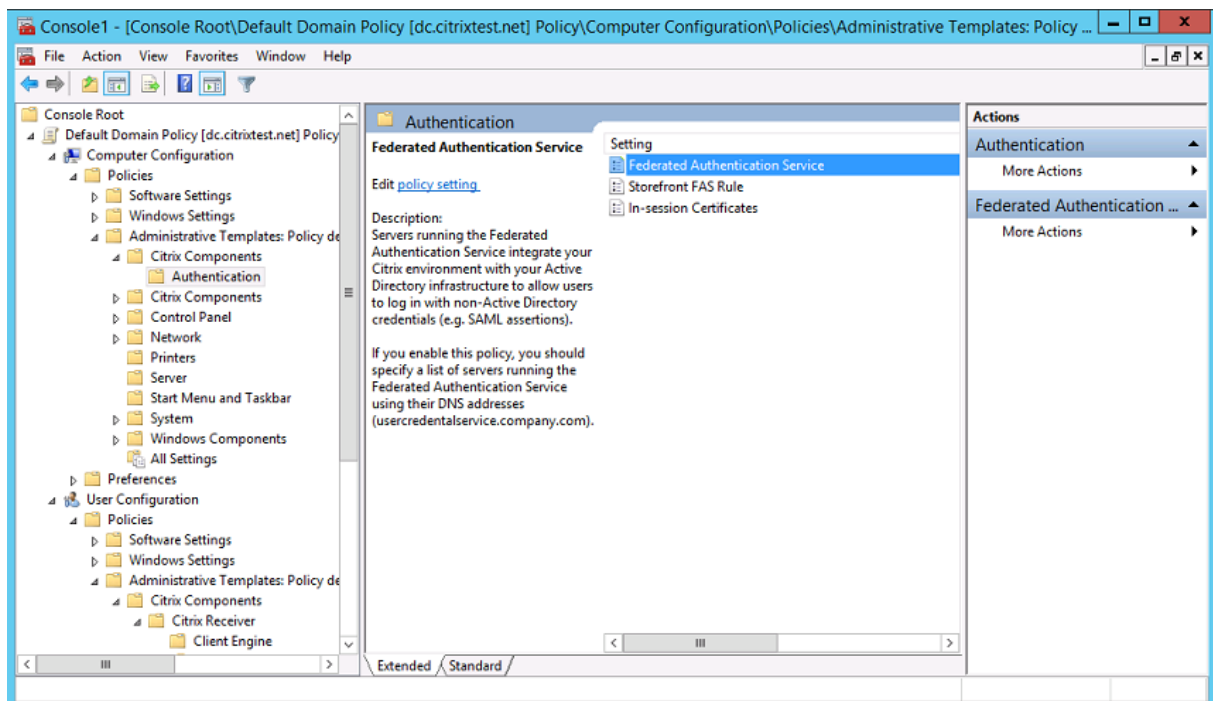 Console1 - [Console Root\Default Domain Policy [dc.citrixtest.net] Policy\Computer Configuration\Policies\Administrative Templates: Policy ...
File Action View Favorites Window Help
Console Root
Default Domain Policy [dc.citrixtest.net] Policy
Computer Configuration
Policies
Software Settings
Windows Settings
Administrative Templates: Policy de
Citrix Components
Authentication
Citrix Components
Control Panel
Network
Printers
Server
Start Menu and Taskbar
System
Windows Components
All Settings
Preferences
User Configuration
Policies
Software Settings
Windows Settings
Administrative Templates: Policy de
Citrix Components
Citrix Receiver
Client Engine
Authentication
Federated Authentication Service
Edit policy setting
Description:
Servers running the Federated
Authentication Service integrate your
Citrix environment with your Active
Directory infrastructure to allow users
to log in with non-Active Directory
credentials (e.g. SAML assertions).
If you enable this policy, you should
specify a list of servers running the
Federated Authentication Service
using their DNS addresses
(usercredentalservice.company.com).
Setting
Federated Authentication Service
Storefront FAS Rule
In-session Certificates
Extended Standard
Actions
Authentication
More Actions
Federated Authentication ...
More Actions